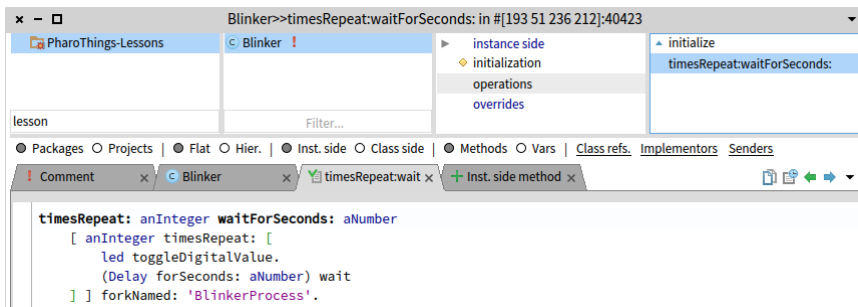 Blinker>>timesRepeat:waitForSeconds: in #[193 51 236 212]:40423
PharoThings-Lessons
C Blinker !
instance side
initialization
operations
overrides
initialize
timesRepeat:waitForSeconds:
lesson
Filter...
Packages Projects | Flat Hier. | Inst. side Class side | Methods Vars | Class refs. Implementors Senders
! Comment x C Blinker x timesRepeat:wait x Inst. side method x
timesRepeat: anInteger waitForSeconds: aNumber
[ anInteger timesRepeat: [
led toggleDigitalValue.
(Delay forSeconds: aNumber) wait
] ] forkNamed: 'BlinkerProcess'.